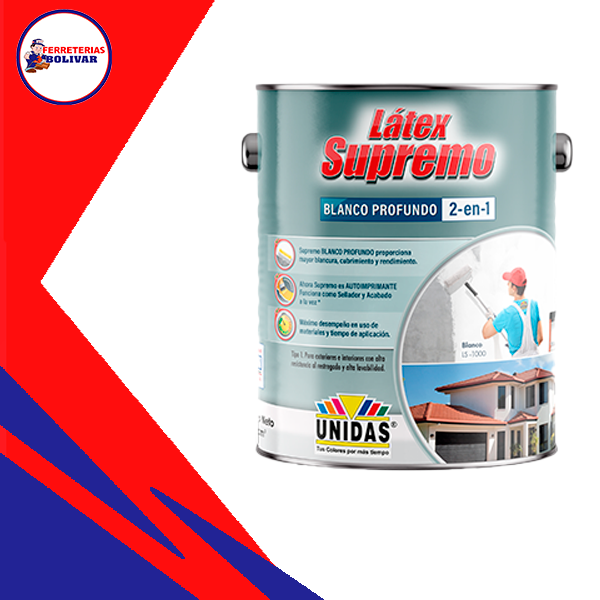 FERRETERIAS
BOLIVAR
Látex
Supremo
BLANCO PROFUNDO 2-en-1
Supremo BLANCO PROFUNDO proporciona
mayor blancura, cubrimiento y rendimiento.
Ahora Supremo es AUTOIMPRIMANTE
Funciona como Sellador y Acabado
a la vez*
Máximo desempeño en uso de
materiales y tiempo de aplicación.
Blanco
LS -1000
Tipo 1. Para exteriores e interiores con alta
resistencia al restregado y alta lavabilidad.
Neto
UNIDAS®
Tus Colores por más tiempo